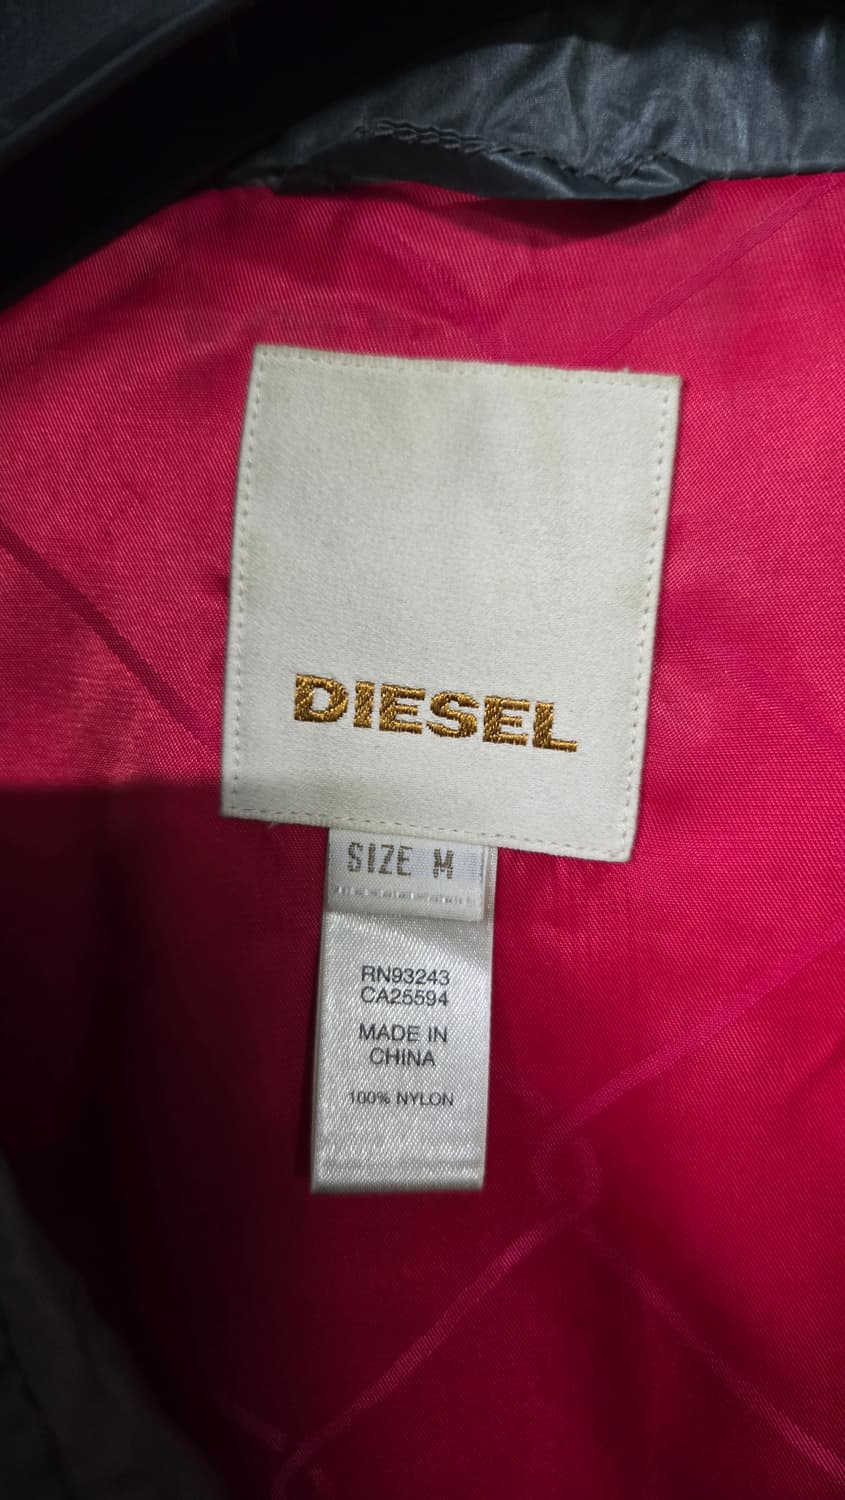 DIESEL
SIZE M
RN93243
CA25594
MADE IN
CHINA
100% NYLON